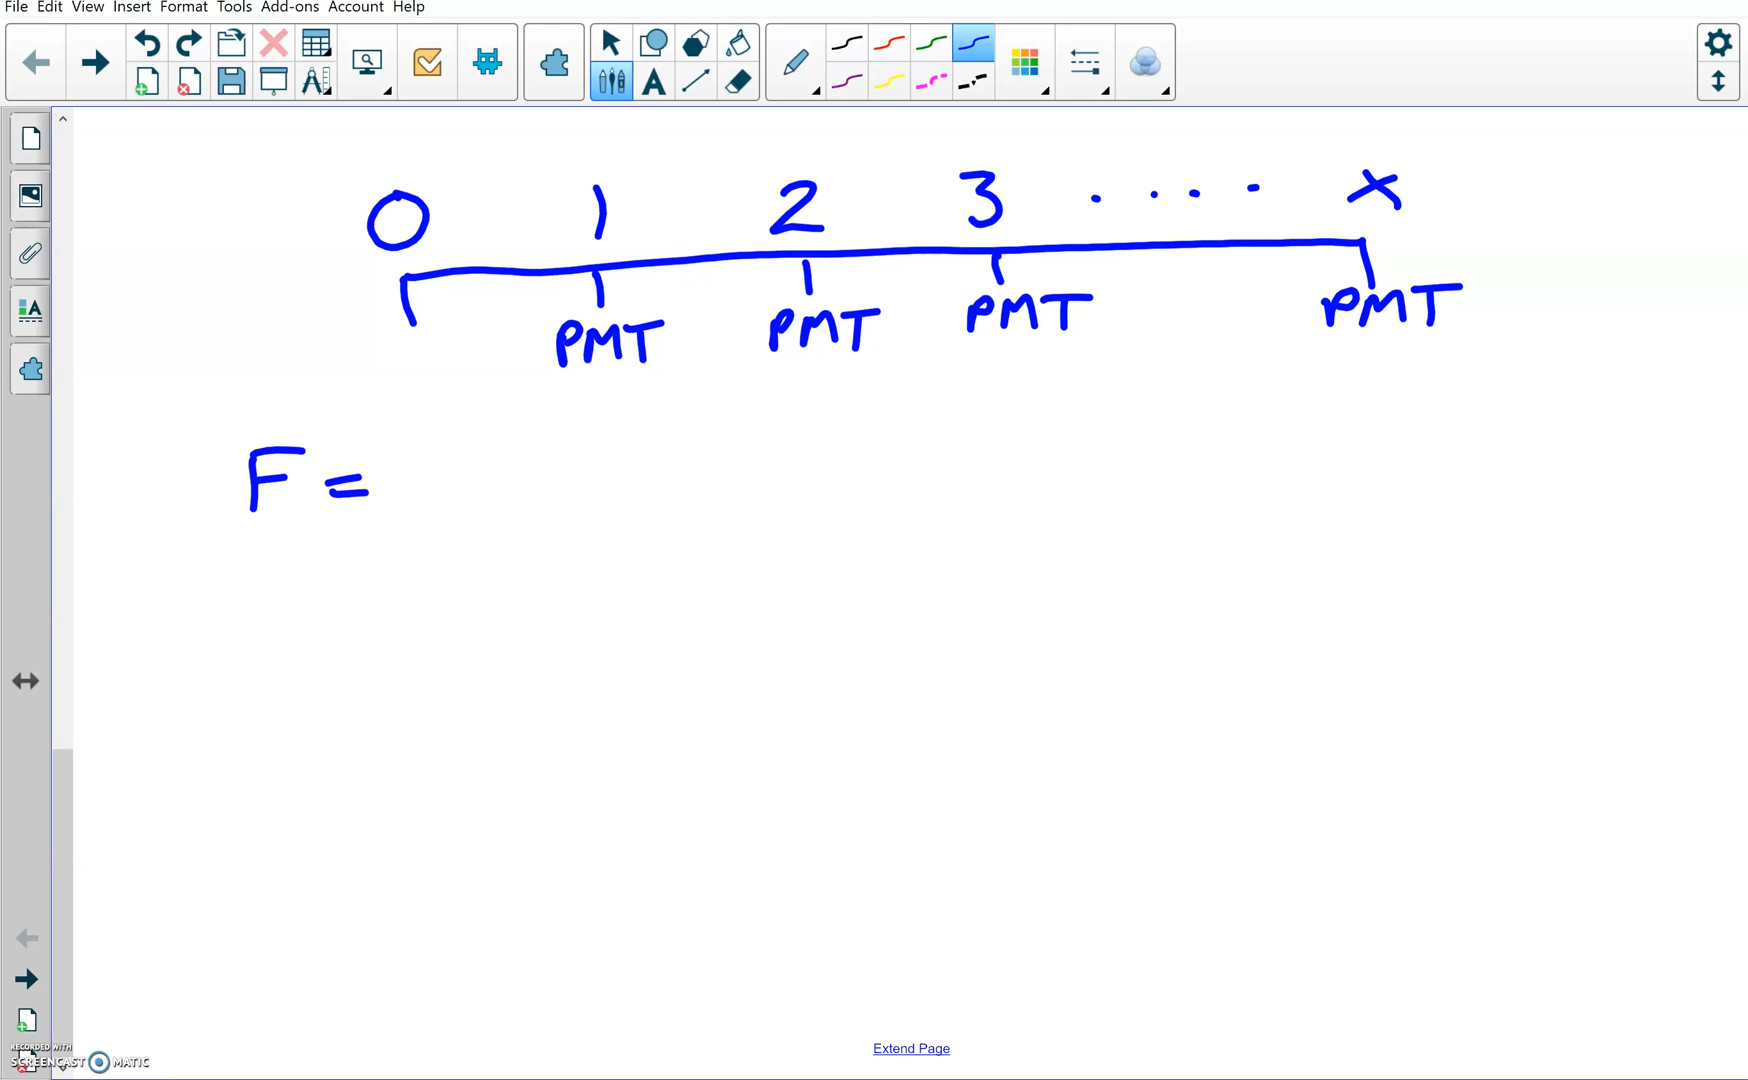 File Edit View Insert Format Tools Add-ons Account Help
0 1 2 3 . . . . x
PMT PMT PMT PMT
F =
Extend Page
RECORDED WITH
SCREENCAST MATIC